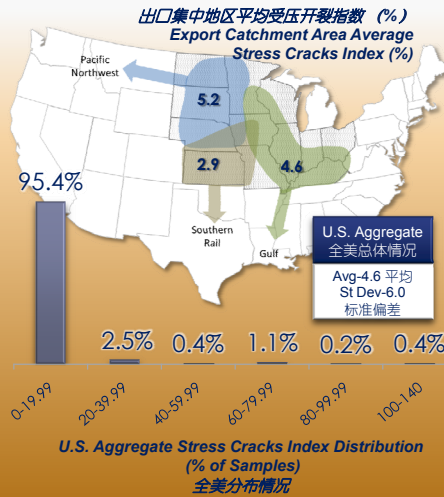 出口集中地区平均受压开裂指数 （%）
Export Catchment Area Average
Stress Cracks Index (%)
Pacific
Northwest
5.2
2.9
4.6
95.4%
Southern
Rail
Gulf
U.S. Aggregate
全美总体情况
Avg-4.6 平均
St Dev-6.0
标准偏差
2.5%
0.4%
1.1%
0.2%
0.4%
0-19.99
20-39.99
40-59.99
60-79.99
80-99.99
100-140
U.S. Aggregate Stress Cracks Index Distribution
(% of Samples)
全美分布情况